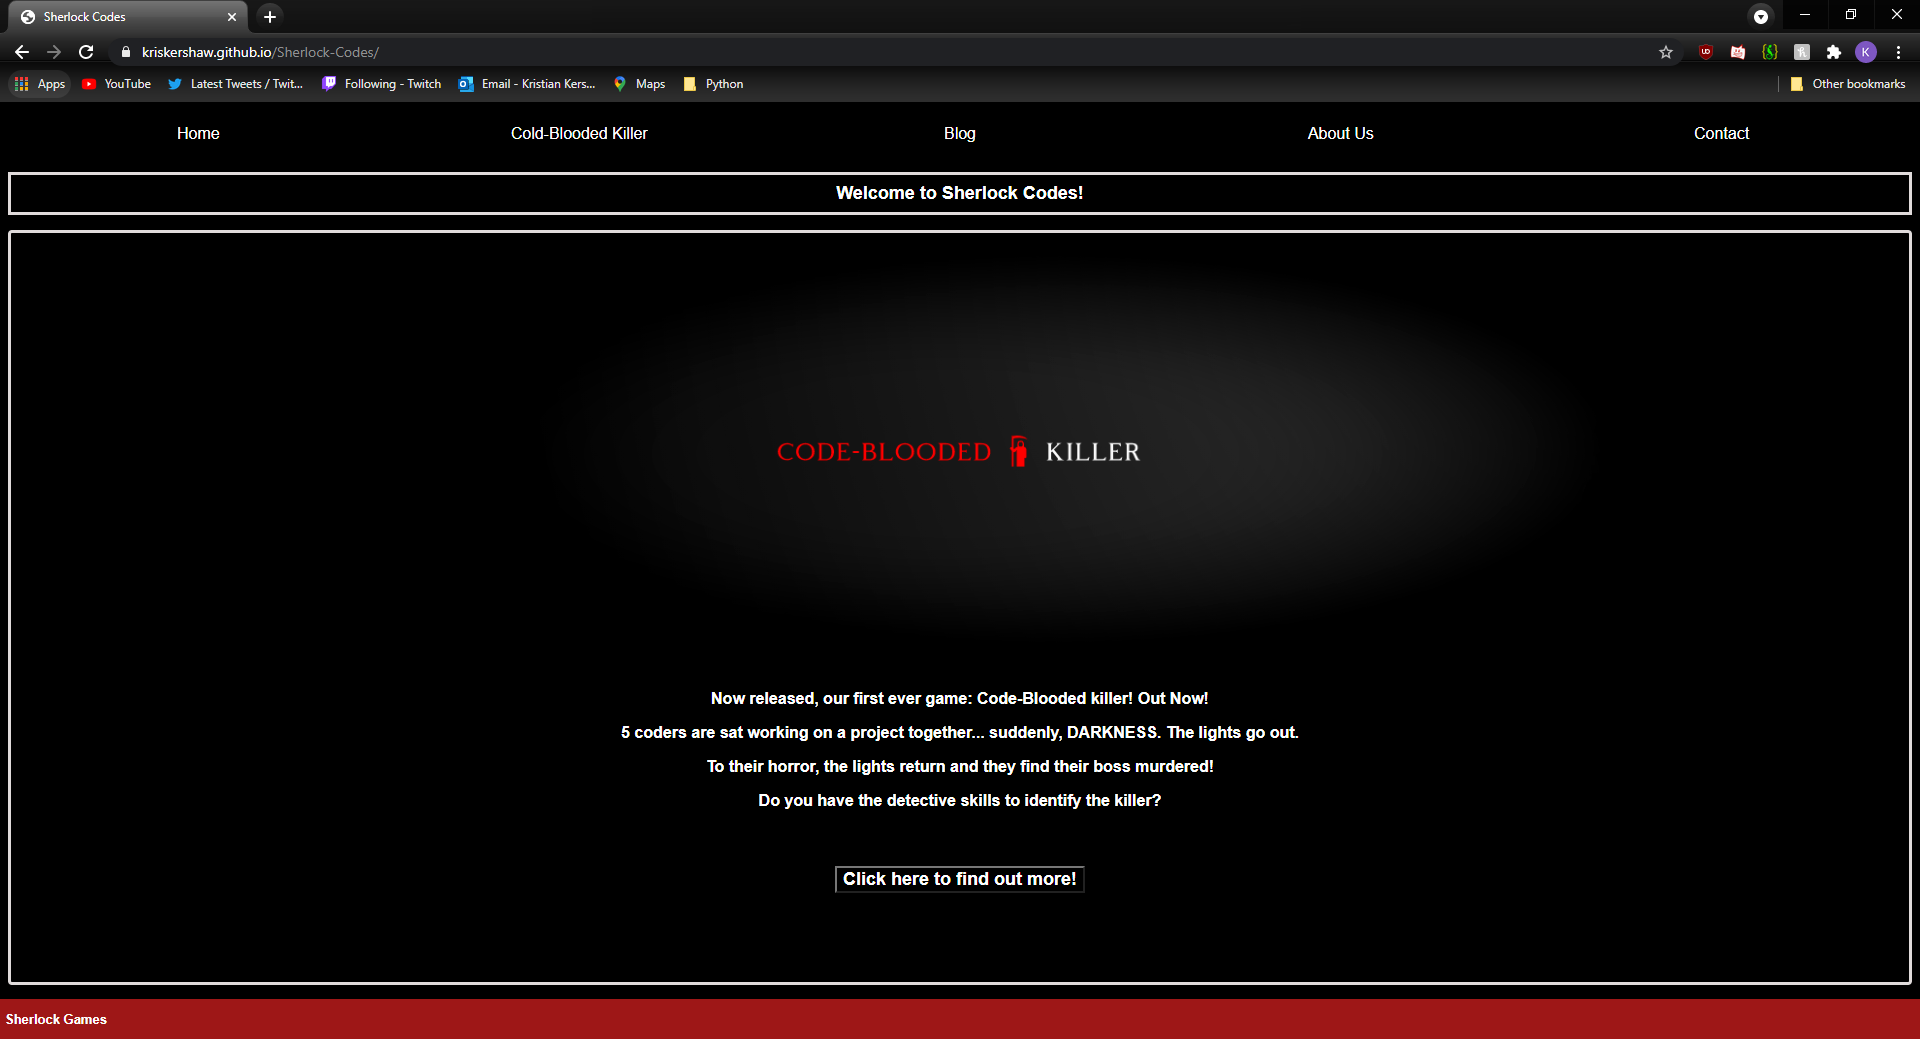 Sherlock Codes
kriskershaw.github.io/Sherlock-Codes/
UD
K
Apps YouTube Latest Tweets / Twit... Following - Twitch Email - Kristian Kers... Maps Python Other bookmarks
Home Cold-Blooded Killer Blog About Us Contact
Welcome to Sherlock Codes!
CODE-BLOODED KILLER
Now released, our first ever game: Code-Blooded killer! Out Now!
5 coders are sat working on a project together... suddenly, DARKNESS. The lights go out.
To their horror, the lights return and they find their boss murdered!
Do you have the detective skills to identify the killer?
Click here to find out more!
Sherlock Games